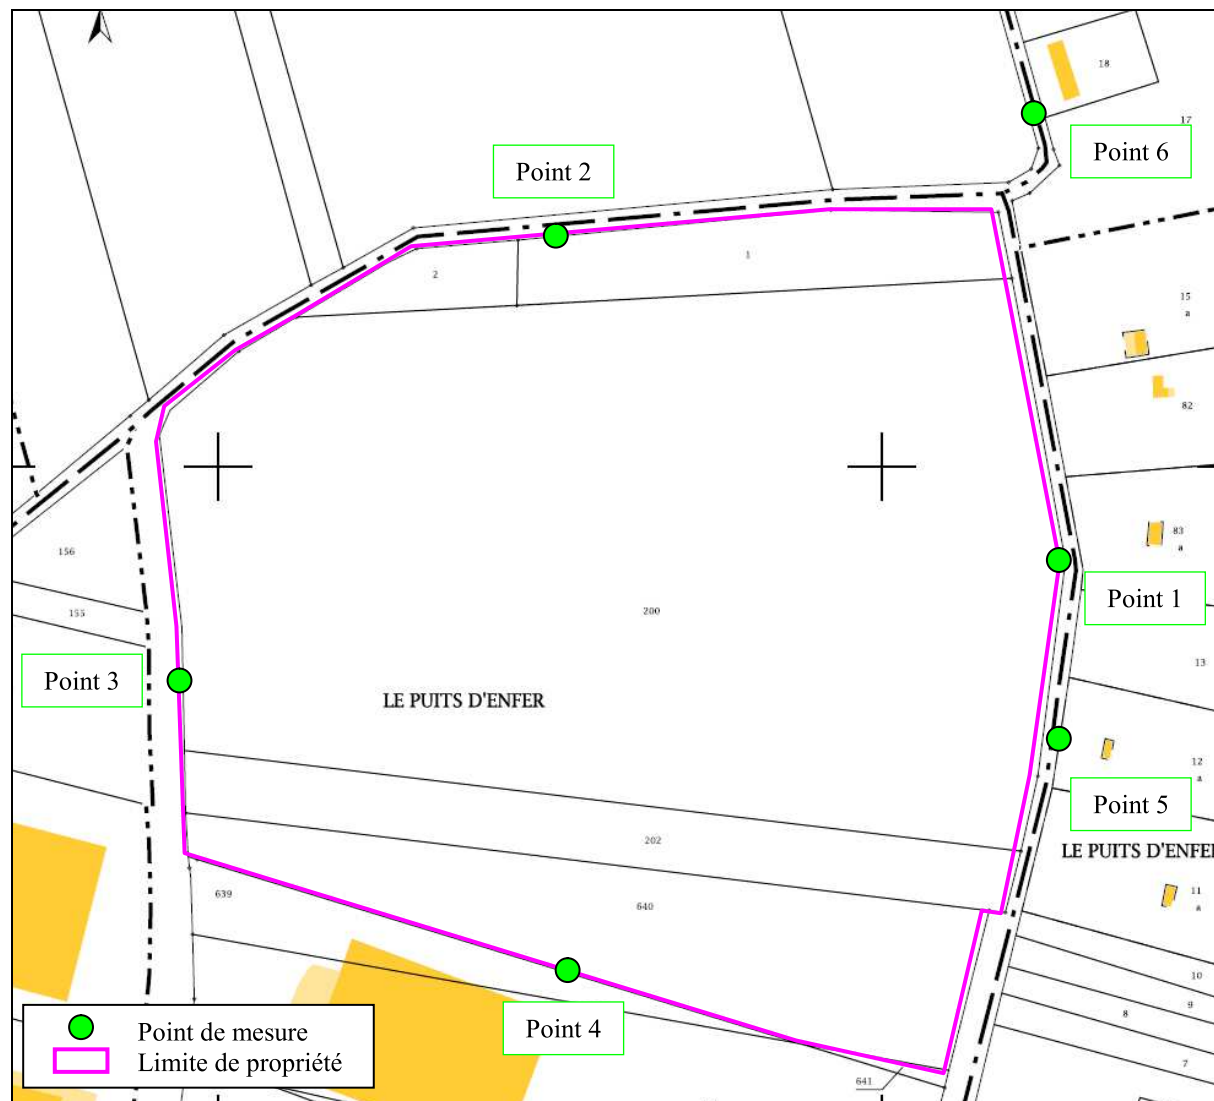 18
17
Point 6
Point 2
1
2
15
a
82
156
83
a
155
200
Point 1
13
Point 3
LE PUITS D'ENFER
12
a
Point 5
202
LE PUITS D'ENFER
11
a
639
640
10
9
8
7
Point 4
Point de mesure
Limite de propriété
641